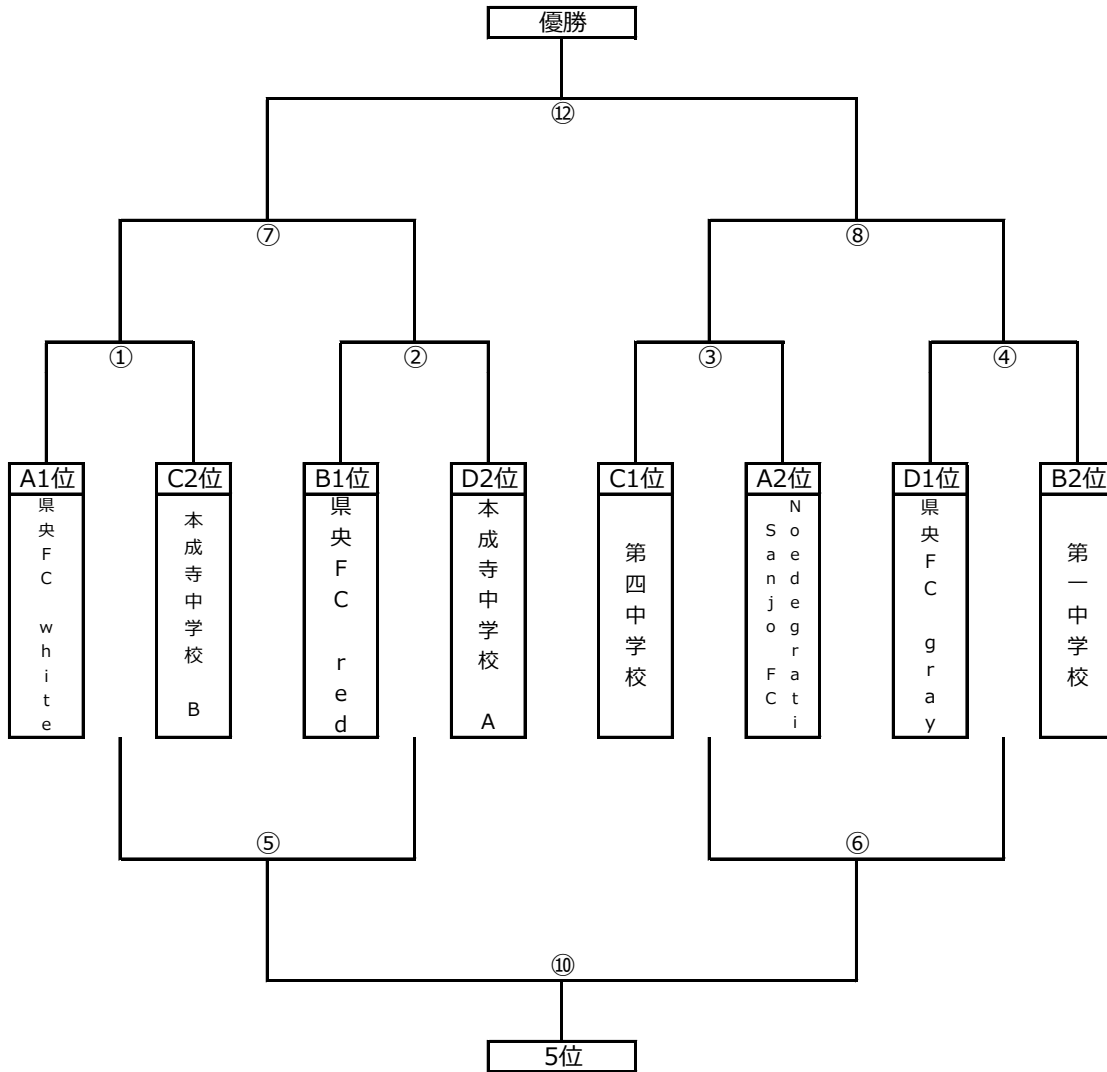 優勝
⑫
⑦
⑧
①
②
③
④
A1位
C2位
B1位
D2位
C1位
A2位
D1位
B2位
県央FC white
本成寺中学校 B
県央FC red
本成寺中学校 A
第四中学校
Noedegrati
Sanjo FC
県央FC gray
第一中学校
⑤
⑥
⑩
5位